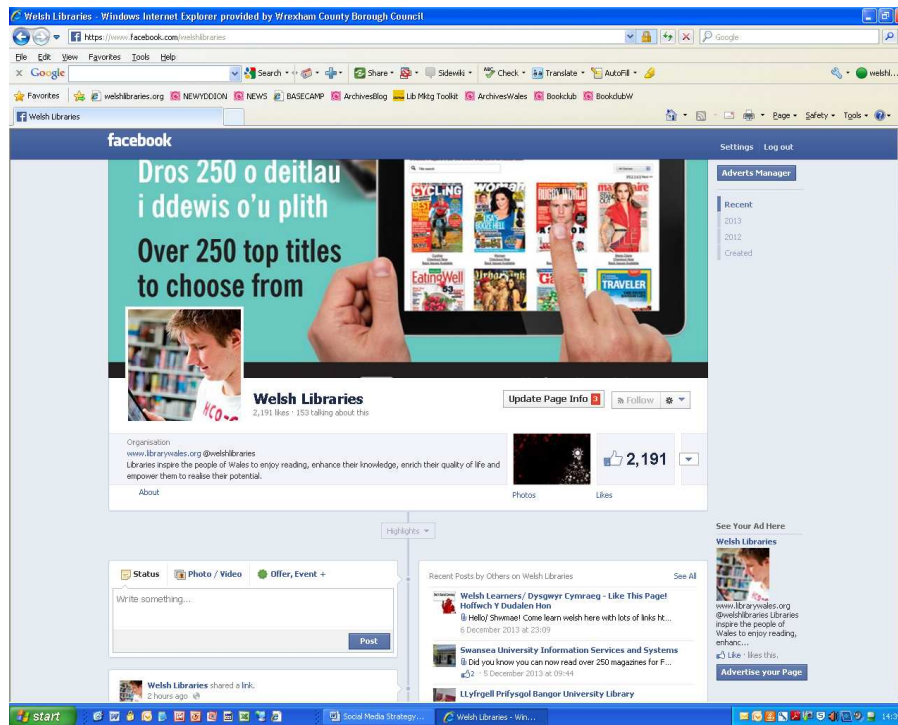 Welsh Libraries - Windows Internet Explorer provided by Wrexham County Borough Council
https://www.facebook.com/welshlibraries
Google
File Edit View Favorites Tools Help
x Google Search Share Sidewiki Check Translate AutoFill welshl...
Favorites welshlibraries.org NEWYDDION NEWS BASECAMP ArchivesBlog Lib Mktg Toolkit ArchivesWales Bookclub BookclubW
Welsh Libraries
Page Safety Tools
facebook
Settings Log out
Adverts Manager
Recent
2013
2012
Created
Dros 250 o deitlau
i ddewis o'u plith
Over 250 top titles
to choose from
CYCLING
EatingWell
TRAVELER
Welsh Libraries
2,191 likes · 153 talking about this
Update Page Info 3
Follow
Organisation
www.librarywales.org @welshlibraries
Libraries inspire the people of Wales to enjoy reading, enhance their knowledge, enrich their quality of life and
empower them to realise their potential.
About
Photos
2,191
Likes
Highlights
Status Photo / Video Offer, Event +
Write something...
Post
Welsh Libraries shared a link.
2 hours ago
Recent Posts by Others on Welsh Libraries See All
Welsh Learners/ Dysgwyr Cymraeg - Like This Page!
Hoffwch Y Dudalen Hon
Hello/ Shwmae! Come learn welsh here with lots of links ht...
6 December 2013 at 23:09
Swansea University Information Services and Systems
Did you know you can now read over 250 magazines for F...
2 · 5 December 2013 at 09:44
LLyfrgell Prifysgol Bangor University Library
See Your Ad Here
Welsh Libraries
www.librarywales.org
@welshlibraries Libraries
inspire the people of
Wales to enjoy reading,
enhanc...
Like · likes this.
Advertise your Page
start
Social Media Strategy...
Welsh Libraries - Win...